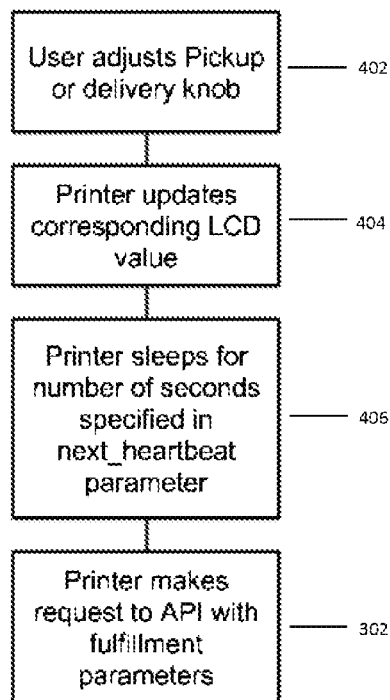 User adjusts Pickup
or delivery knob
402
Printer updates
corresponding LCD
value
404
Printer sleeps for
number of seconds
specified in
next_heartbeat
parameter
406
Printer makes
request to API with
fulfillment
parameters
302